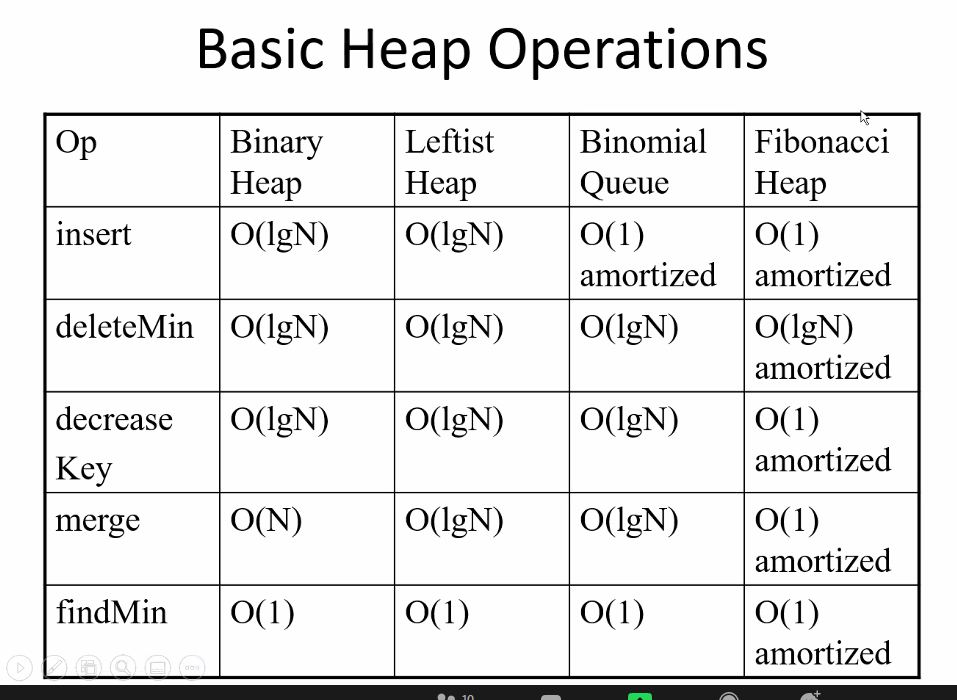 Basic Heap Operations
Op
Binary
Heap
Leftist
Heap
Binomial
Queue
Fibonacci
Heap
insert
O(lgN)
O(lgN)
O(1)
amortized
O(1)
amortized
deleteMin
O(lgN)
O(lgN)
O(lgN)
O(lgN)
amortized
decrease
Key
O(lgN)
O(lgN)
O(lgN)
O(1)
amortized
merge
O(N)
O(lgN)
O(lgN)
O(1)
amortized
findMin
O(1)
O(1)
O(1)
O(1)
amortized
10